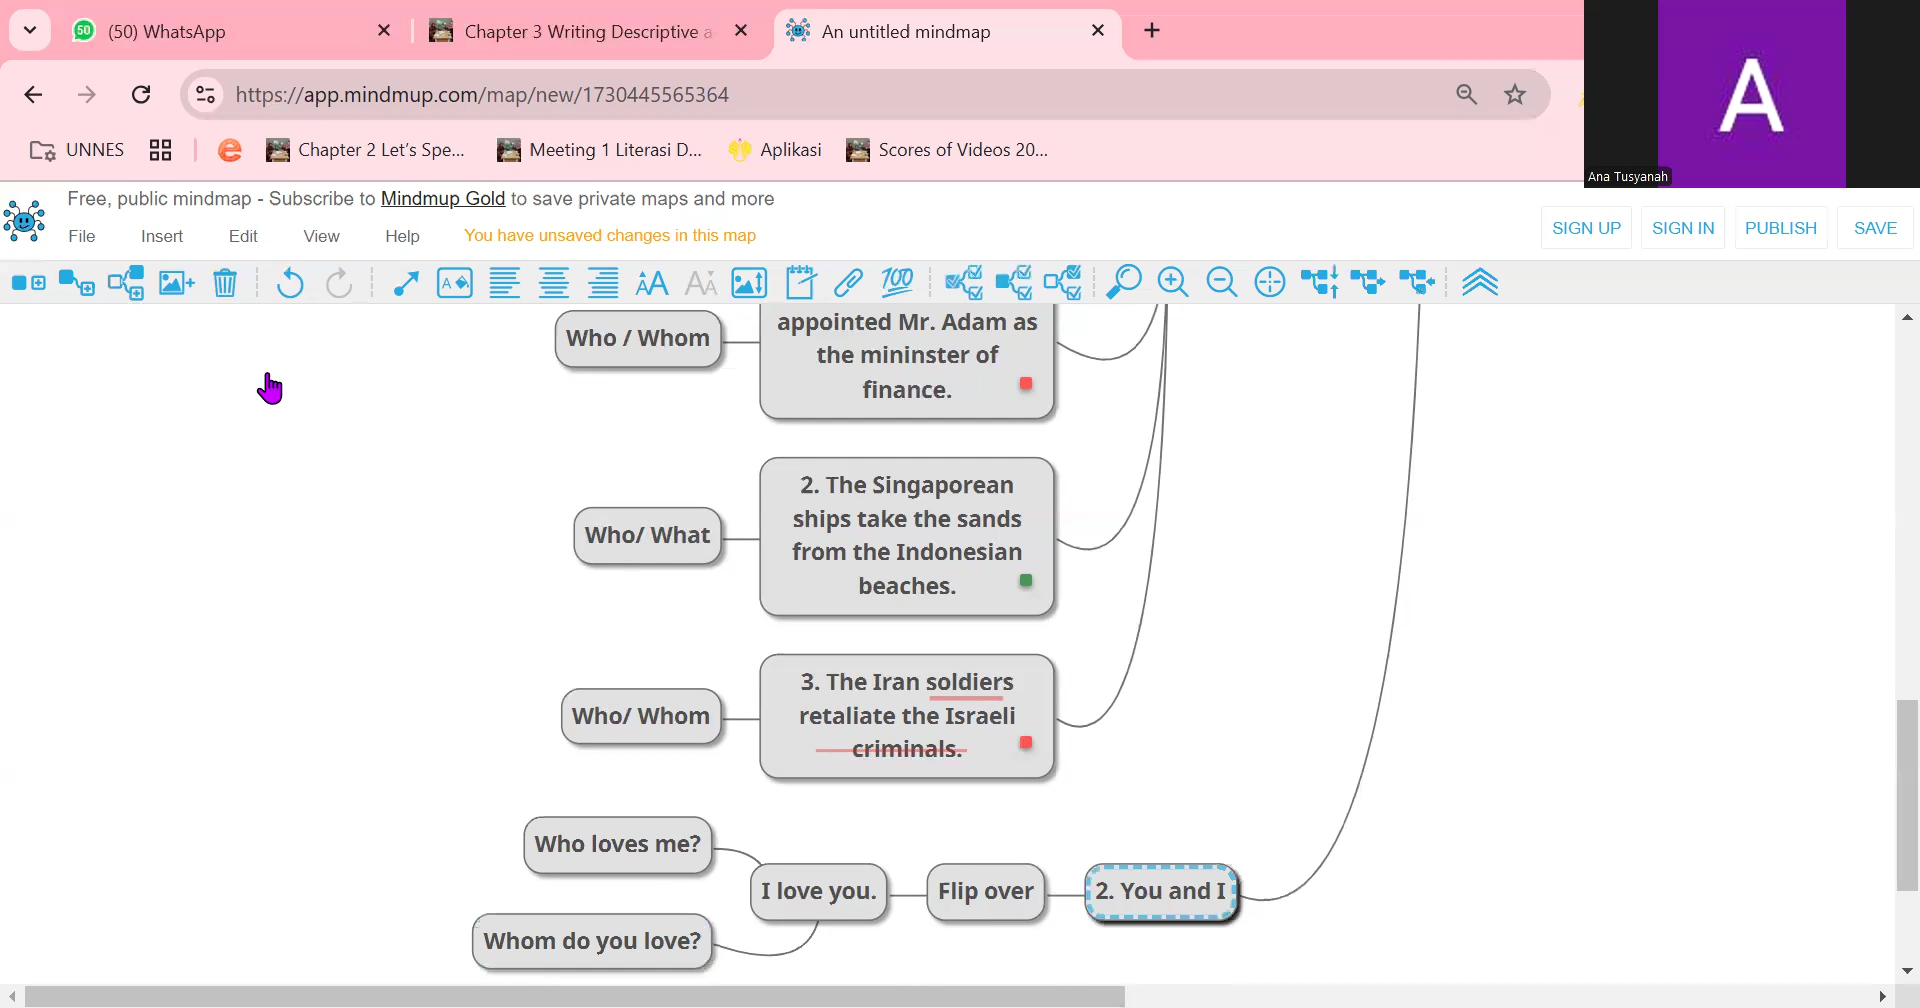 50 (50) WhatsApp
Chapter 3 Writing Descriptive a
An untitled mindmap
https://app.mindmup.com/map/new/1730445565364
UNNES
Chapter 2 Let's Spe...
Meeting 1 Literasi D...
Aplikasi
Scores of Videos 20...
A
Ana Tusyanah
Free, public mindmap - Subscribe to Mindmup Gold to save private maps and more
File Insert Edit View Help You have unsaved changes in this map
SIGN UP SIGN IN PUBLISH SAVE
A AA AA 100
Who / Whom
appointed Mr. Adam as
the mininster of
finance.
Who/ What
2. The Singaporean
ships take the sands
from the Indonesian
beaches.
Who/ Whom
3. The Iran soldiers
retaliate the Israeli
criminals.
Who loves me?
I love you.
Flip over
2. You and I
Whom do you love?